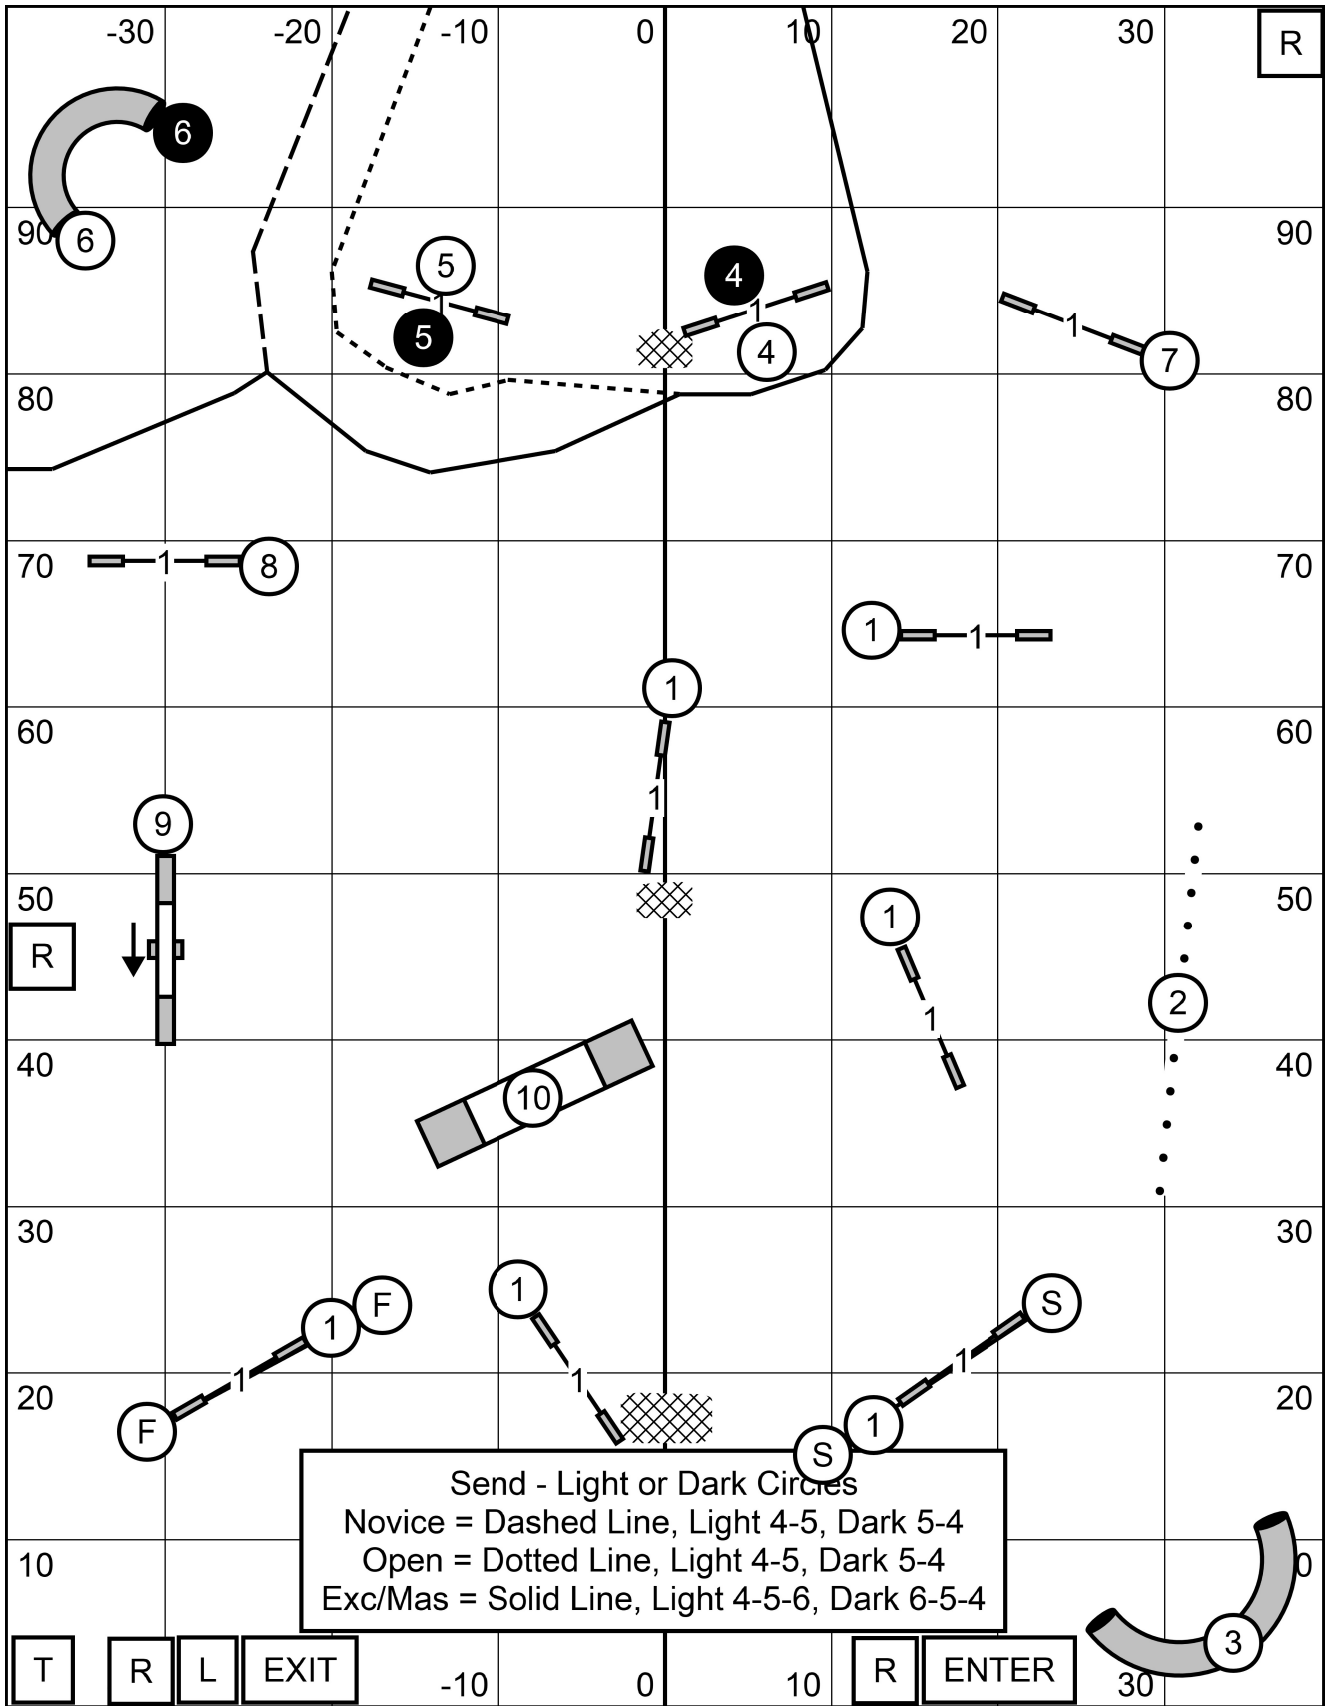 -30 -20 -10 0 10 20 30 R
6
90 6 5 4 90
1 1 1
5 4 7
80 80
70 1 8 70
1 1
1
60 60
1
9
50 50
1
R
2
1
40 40
10
30 30
1 F S
1
1 1 1
20 20
F 1
S
Send - Light or Dark Circles
Novice = Dashed Line, Light 4-5, Dark 5-4
Open = Dotted Line, Light 4-5, Dark 5-4
10 0
Exc/Mas = Solid Line, Light 4-5-6, Dark 6-5-4
3
T R L EXIT -10 0 10 R ENTER 30